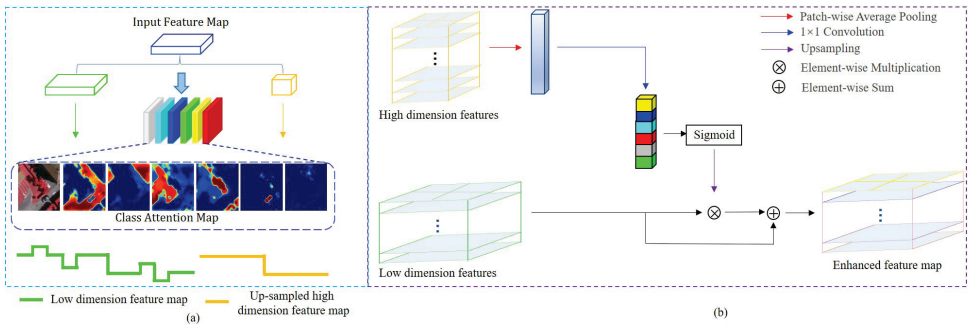 Input Feature Map
Class Attention Map
Low dimension feature map
Up-sampled high
dimension feature map
(a)
High dimension features
Low dimension features
Sigmoid
Patch-wise Average Pooling
1×1 Convolution
Upsampling
Element-wise Multiplication
Element-wise Sum
Enhanced feature map
(b)